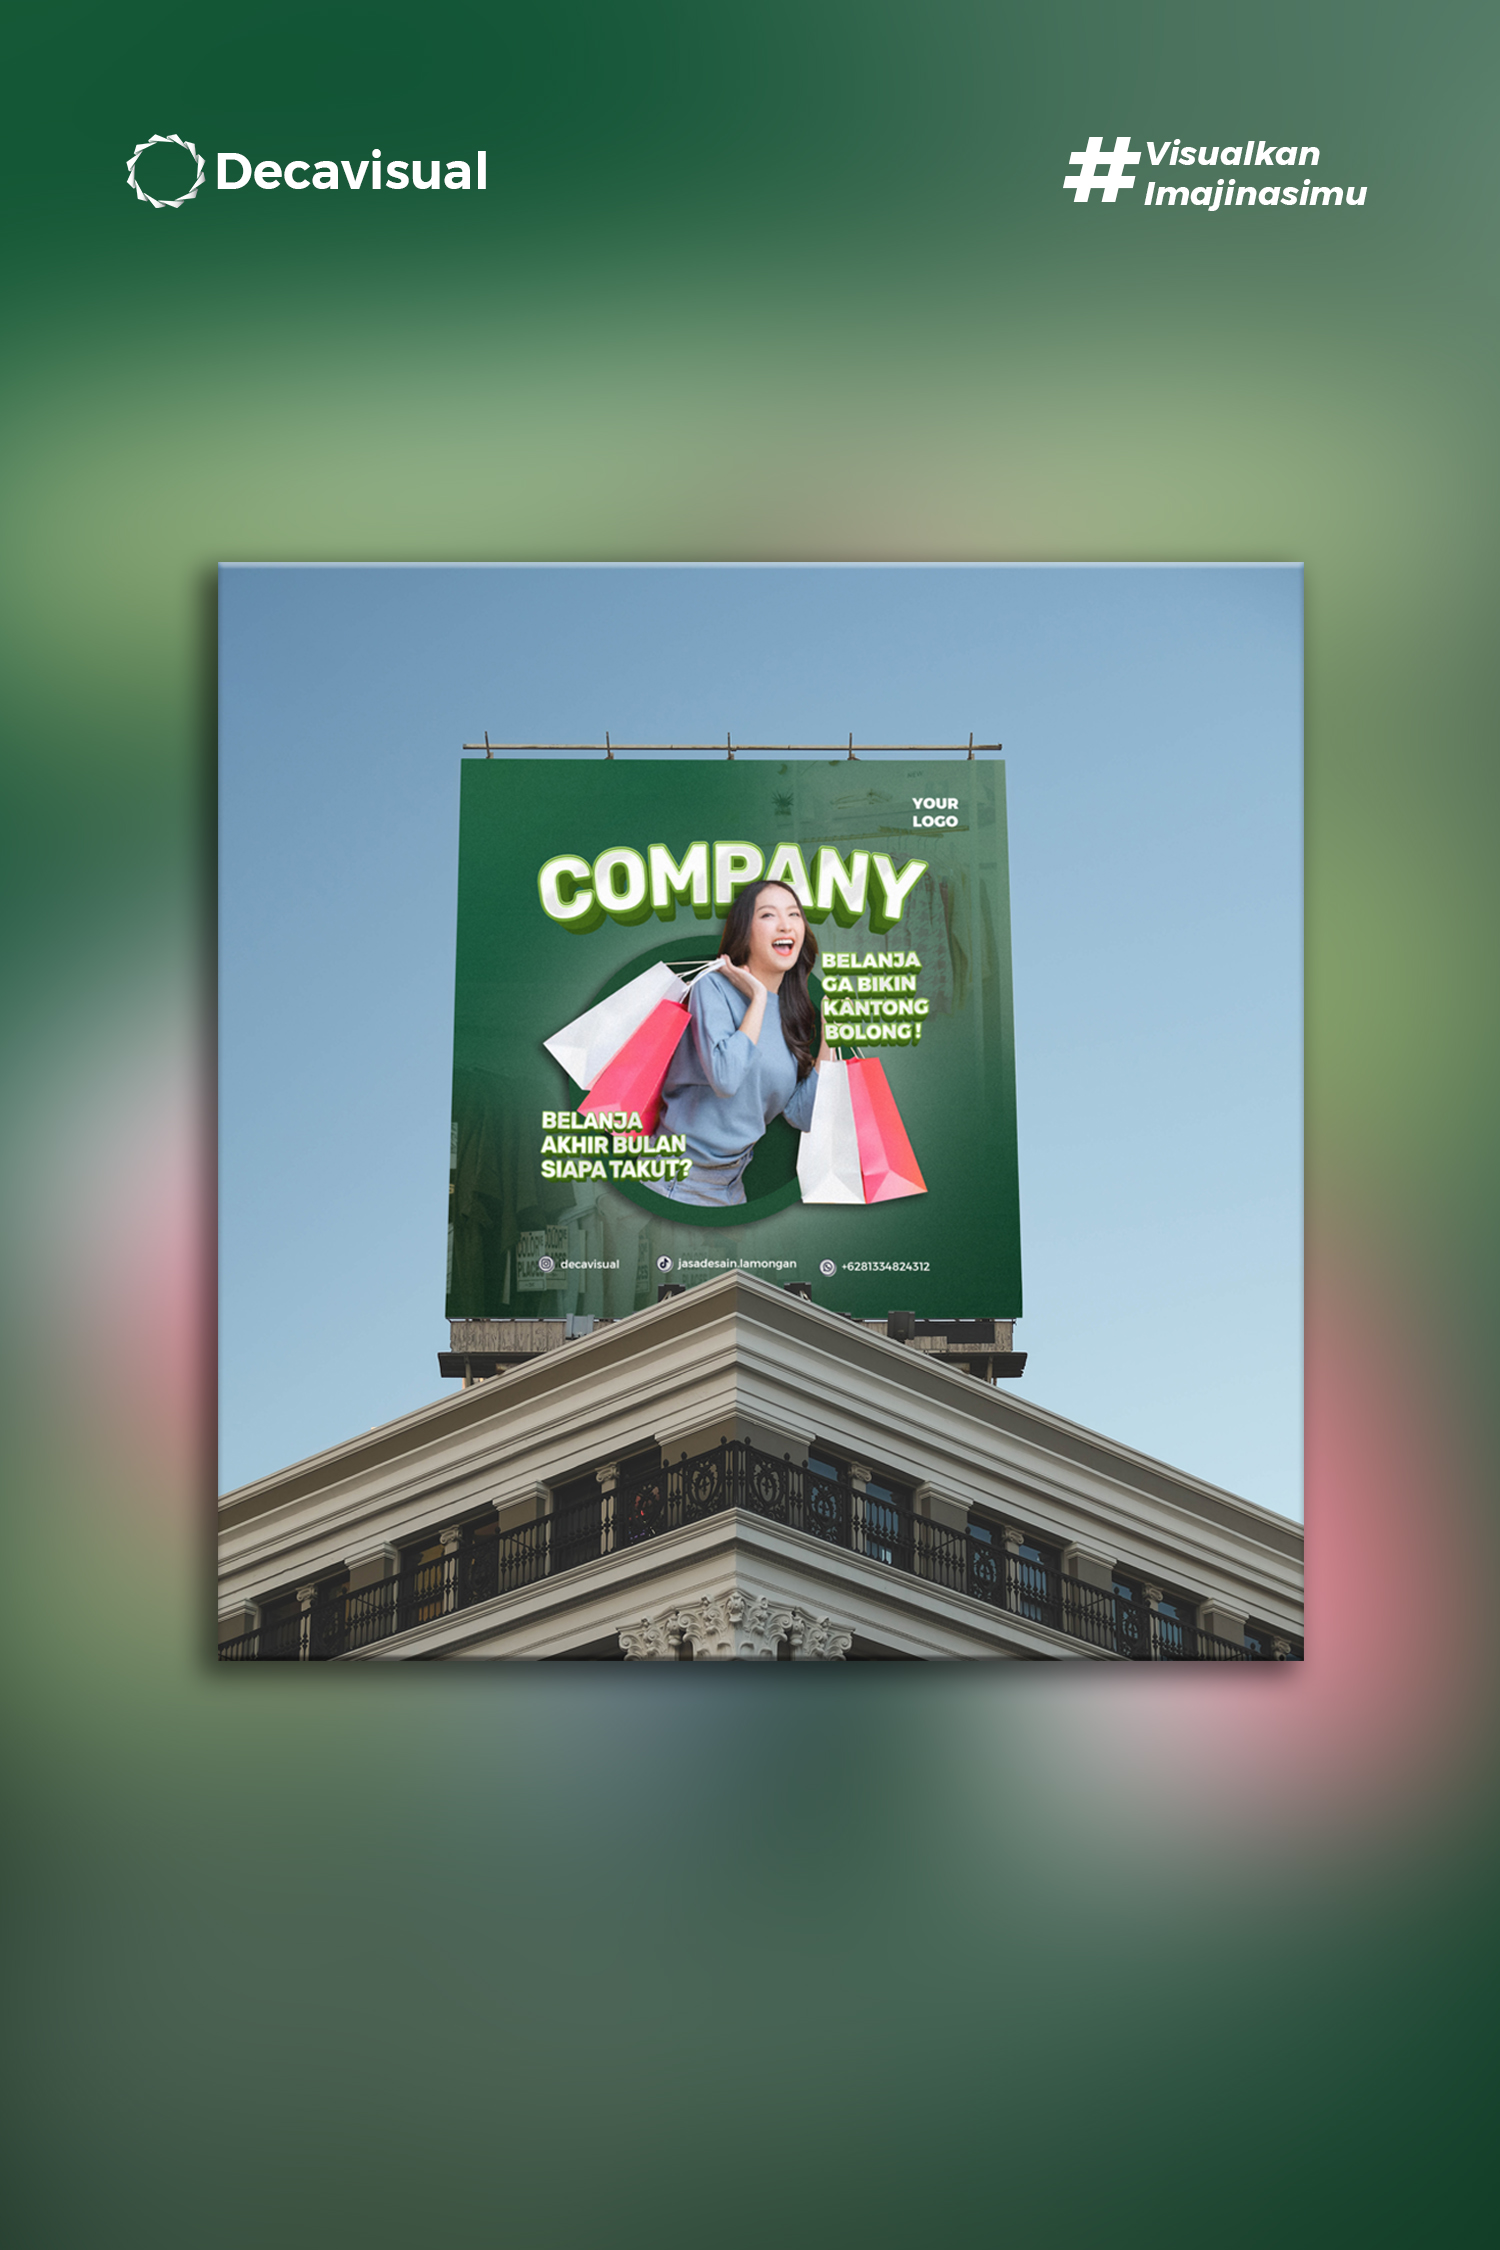 Decavisual
#Visualkan
Imajinasimu
YOUR
LOGO
COMPANY
BELANJA
GA BIKIN
KANTONG
BOLONG !
BELANJA
AKHIR BULAN
SIAPA TAKUT?
decavisual
jasadesain.lamongan
+6281334824312